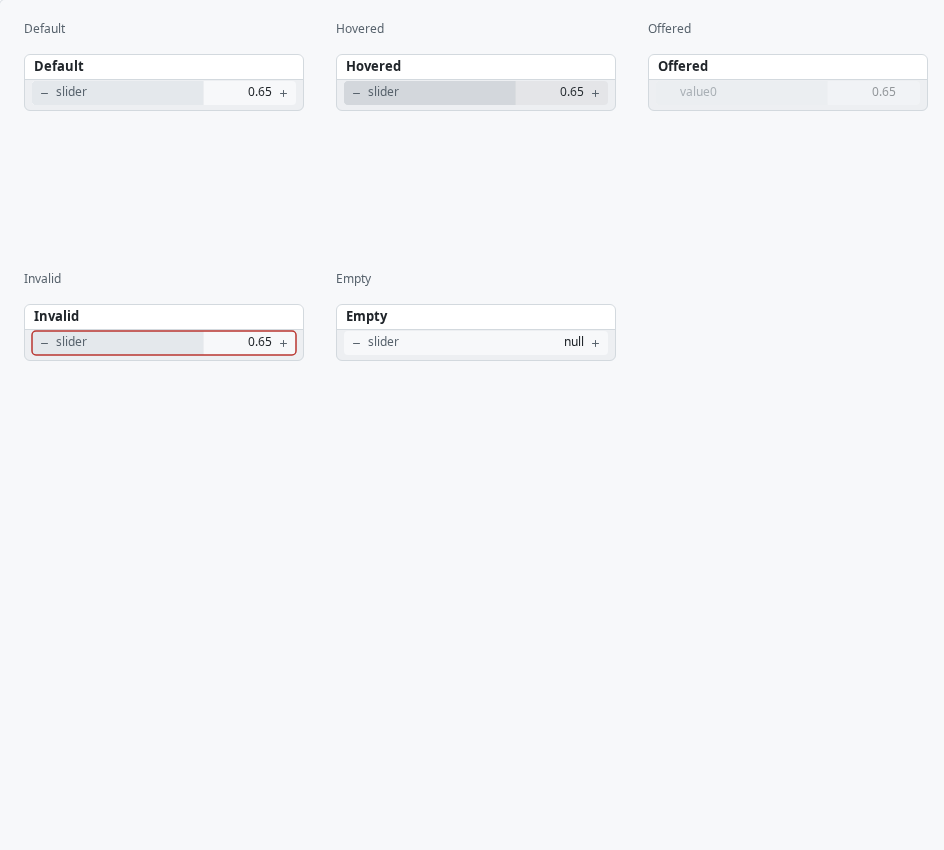 Default
Hovered
Offered
Default
Hovered
Offered
– slider 0.65 +
– slider 0.65 +
value0 0.65
Invalid
Empty
Invalid
Empty
– slider 0.65 +
– slider null +